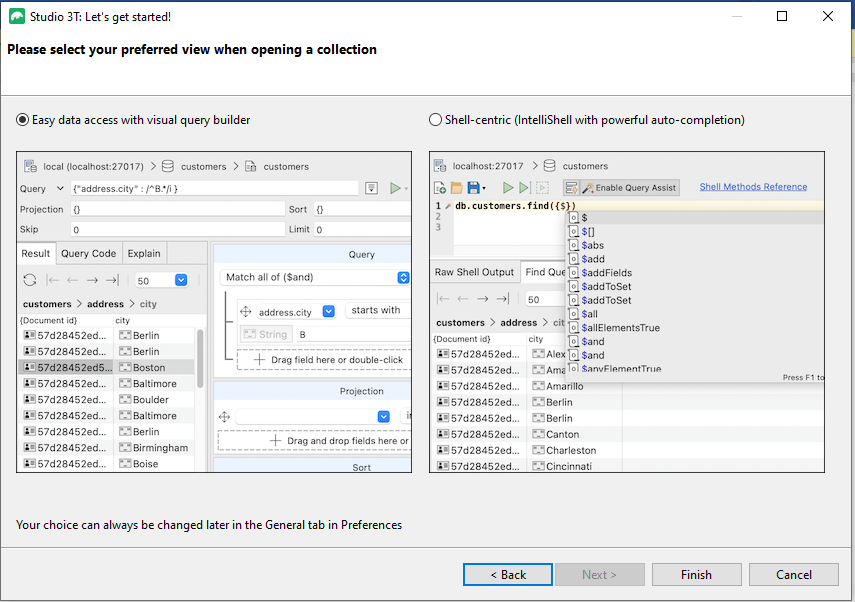 Studio 3T: Let's get started!
Please select your preferred view when opening a collection
Easy data access with visual query builder
local (localhost:27017) > customers > customers
Query {"address.city" : /^B.*/i }
Projection {} Sort {}
Skip 0 Limit 0
Result Query Code Explain
50
customers > address > city
{Document id} city
57d28452ed... Berlin
57d28452ed... Berlin
57d28452ed5... Boston
57d28452ed... Baltimore
57d28452ed... Boulder
57d28452ed... Baltimore
57d28452ed... Berlin
57d28452ed... Birmingham
57d28452ed... Boise
Query
Match all of ($and)
address.city starts with
String B
Drag field here or double-click
Projection
Drag and drop fields here or
Sort
Shell-centric (IntelliShell with powerful auto-completion)
localhost:27017 > customers
Enable Query Assist Shell Methods Reference
1 db.customers.find({$})
2
3
$
$[]
$abs
$add
$addFields
$addToSet
$addToSet
$all
$allElementsTrue
$and
$and
$anyElementTrue
Press F1 to
Raw Shell Output Find Que
50
customers > address > cit
{Document id} city
57d28452ed... Alex
57d28452ed... Ama
57d28452ed... Amarillo
57d28452ed... Berlin
57d28452ed... Berlin
57d28452ed... Canton
57d28452ed... Charleston
57d28452ed... Cincinnati
Your choice can always be changed later in the General tab in Preferences
< Back Next > Finish Cancel